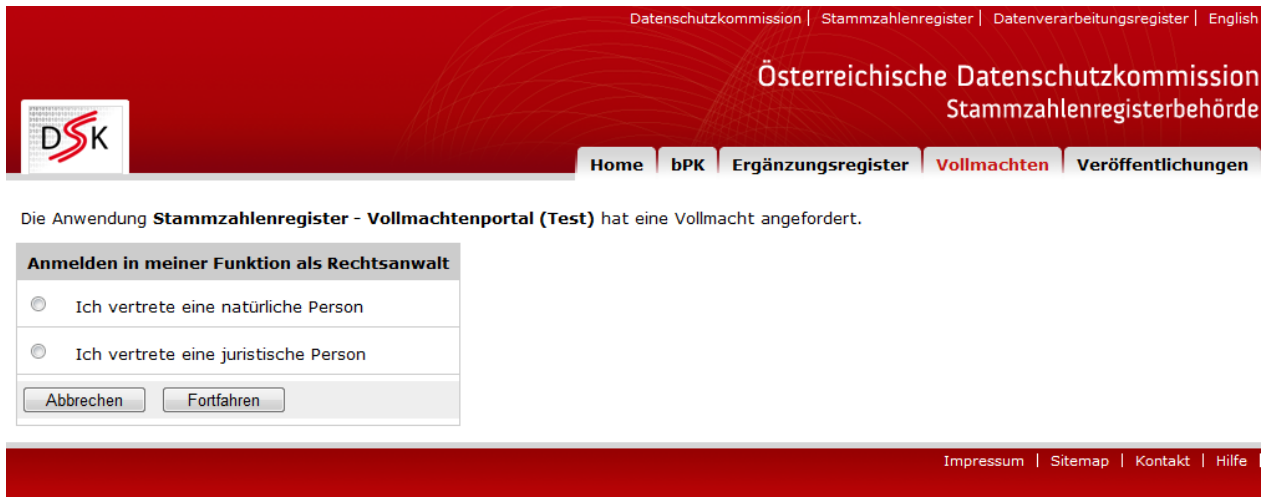 Datenschutzkommission | Stammzahlenregister | Datenverarbeitungsregister | English
Österreichische Datenschutzkommission
Stammzahlenregisterbehörde
DSK
Home bPK Ergänzungsregister Vollmachten Veröffentlichungen
Die Anwendung Stammzahlenregister - Vollmachtenportal (Test) hat eine Vollmacht angefordert.
Anmelden in meiner Funktion als Rechtsanwalt
Ich vertrete eine natürliche Person
Ich vertrete eine juristische Person
Abbrechen Fortfahren
Impressum | Sitemap | Kontakt | Hilfe |